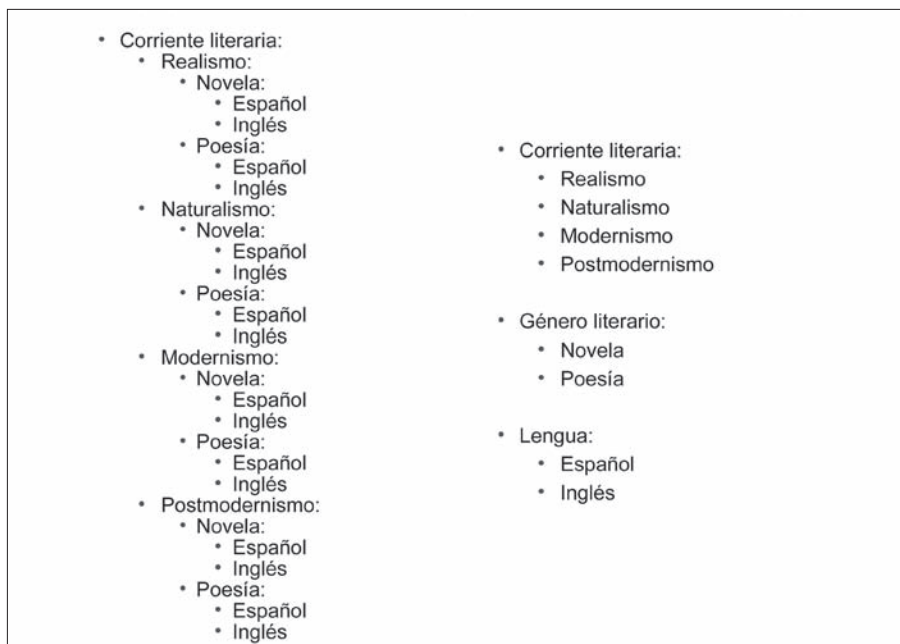 • Corriente literaria:
• Realismo:
• Novela:
• Español
• Inglés
• Poesía:
• Español
• Inglés
• Naturalismo:
• Novela:
• Español
• Inglés
• Poesía:
• Español
• Inglés
• Modernismo:
• Novela:
• Español
• Inglés
• Poesía:
• Español
• Inglés
• Postmodernismo:
• Novela:
• Español
• Inglés
• Poesía:
• Español
• Inglés
• Corriente literaria:
• Realismo
• Naturalismo
• Modernismo
• Postmodernismo
• Género literario:
• Novela
• Poesía
• Lengua:
• Español
• Inglés